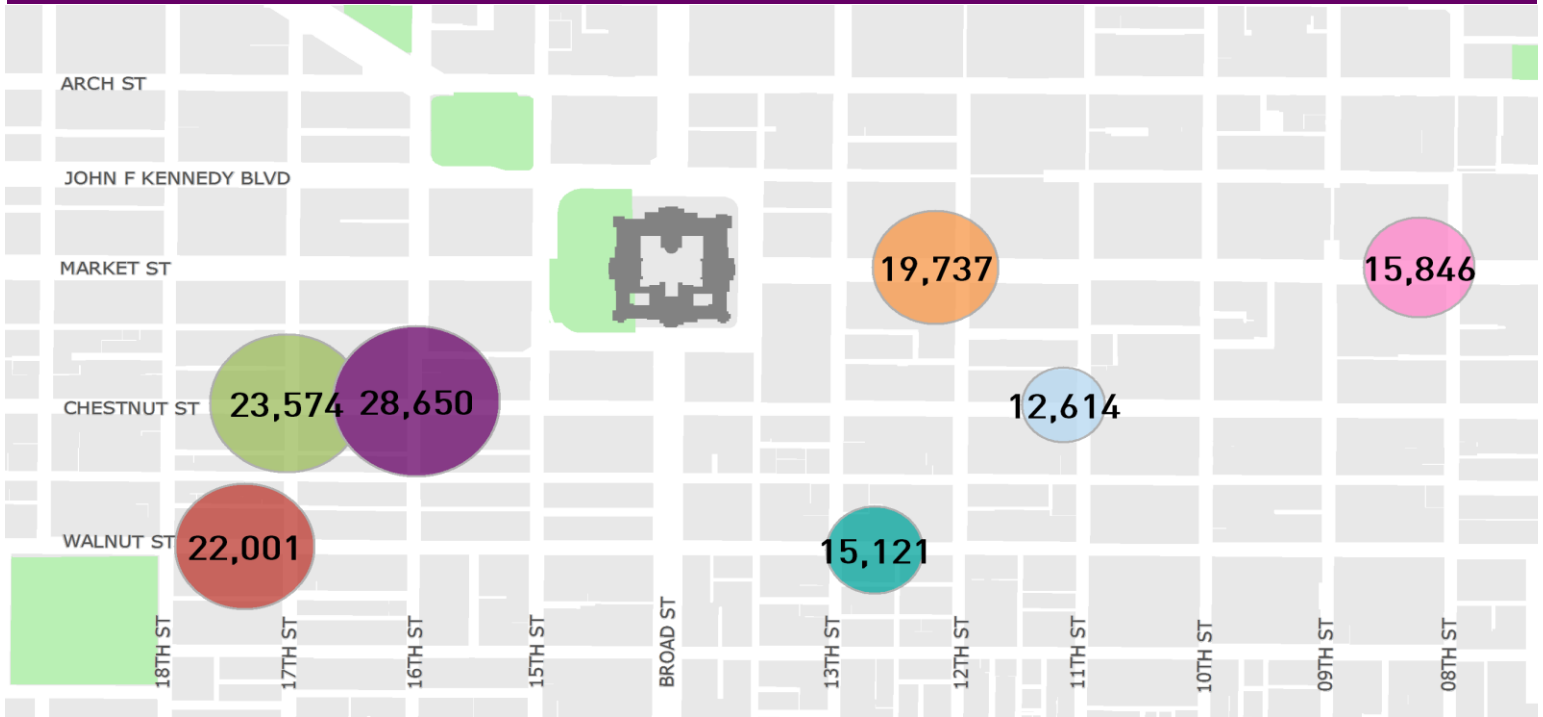 ARCH ST
JOHN F KENNEDY BLVD
MARKET ST
19,737
15,846
CHESTNUT ST
23,574
28,650
12,614
WALNUT ST
22,001
15,121
18TH ST
17TH ST
16TH ST
15TH ST
BROAD ST
13TH ST
12TH ST
11TH ST
10TH ST
09TH ST
08TH ST